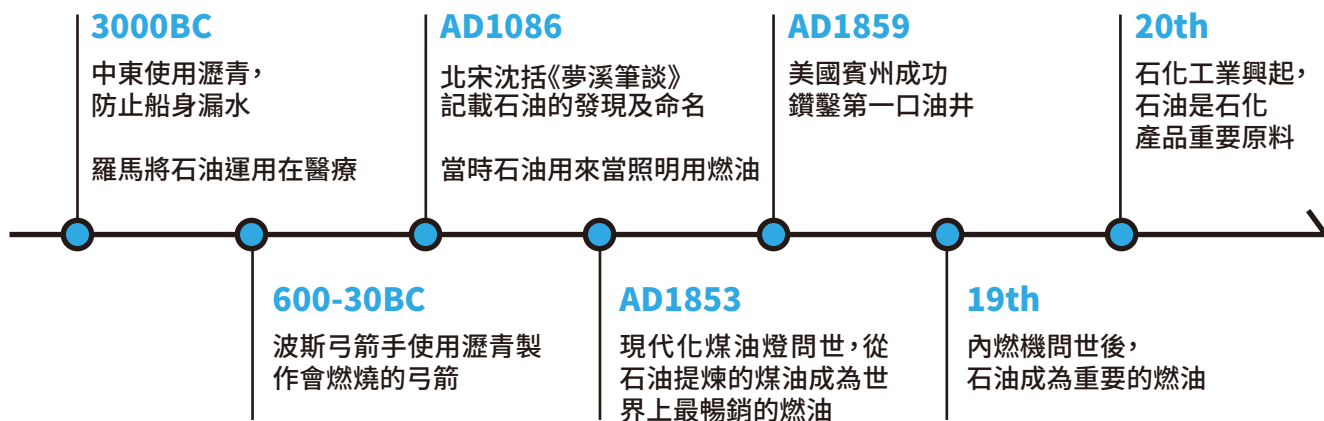 3000BC
中東使用瀝青，
防止船身漏水
羅馬將石油運用在醫療
600-30BC
波斯弓箭手使用瀝青製
作會燃燒的弓箭
AD1086
北宋沈括《夢溪筆談》
記載石油的發現及命名
當時石油用來當照明用燃油
AD1853
現代化煤油燈問世，從
石油提煉的煤油成為世
界上最暢銷的燃油
AD1859
美國賓州成功
鑽鑿第一口油井
19th
內燃機問世後，
石油成為重要的燃油
20th
石化工業興起，
石油是石化
產品重要原料